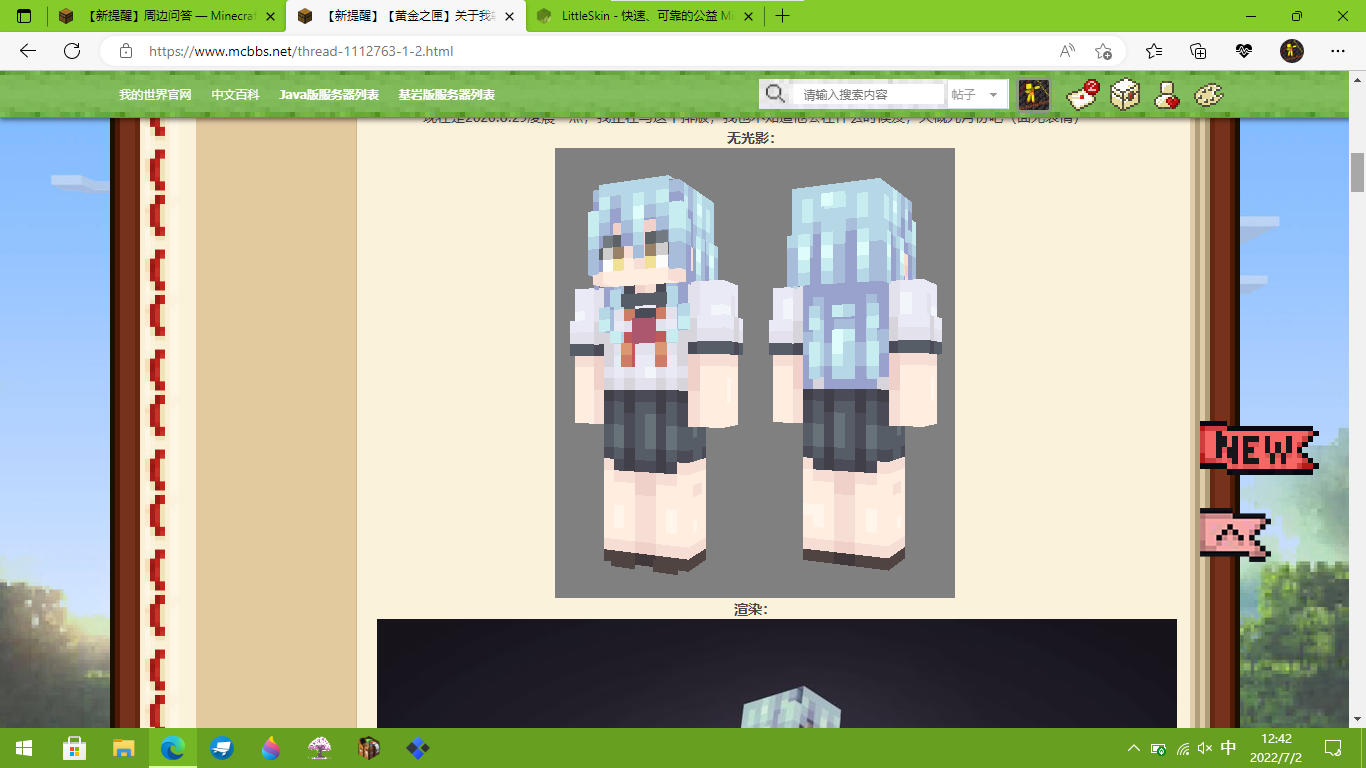 【新提醒】周边问答 — Minecraf
【新提醒】【黄金之匣】关于我
LittleSkin - 快速、可靠的公益 Mi
https://www.mcbbs.net/thread-1112763-1-2.html
我的世界官网 中文百科 Java版服务器列表 基岩版服务器列表
请输入搜索内容 帖子
2
无光影:
NEW
渲染:
中
12:42
2022/7/2